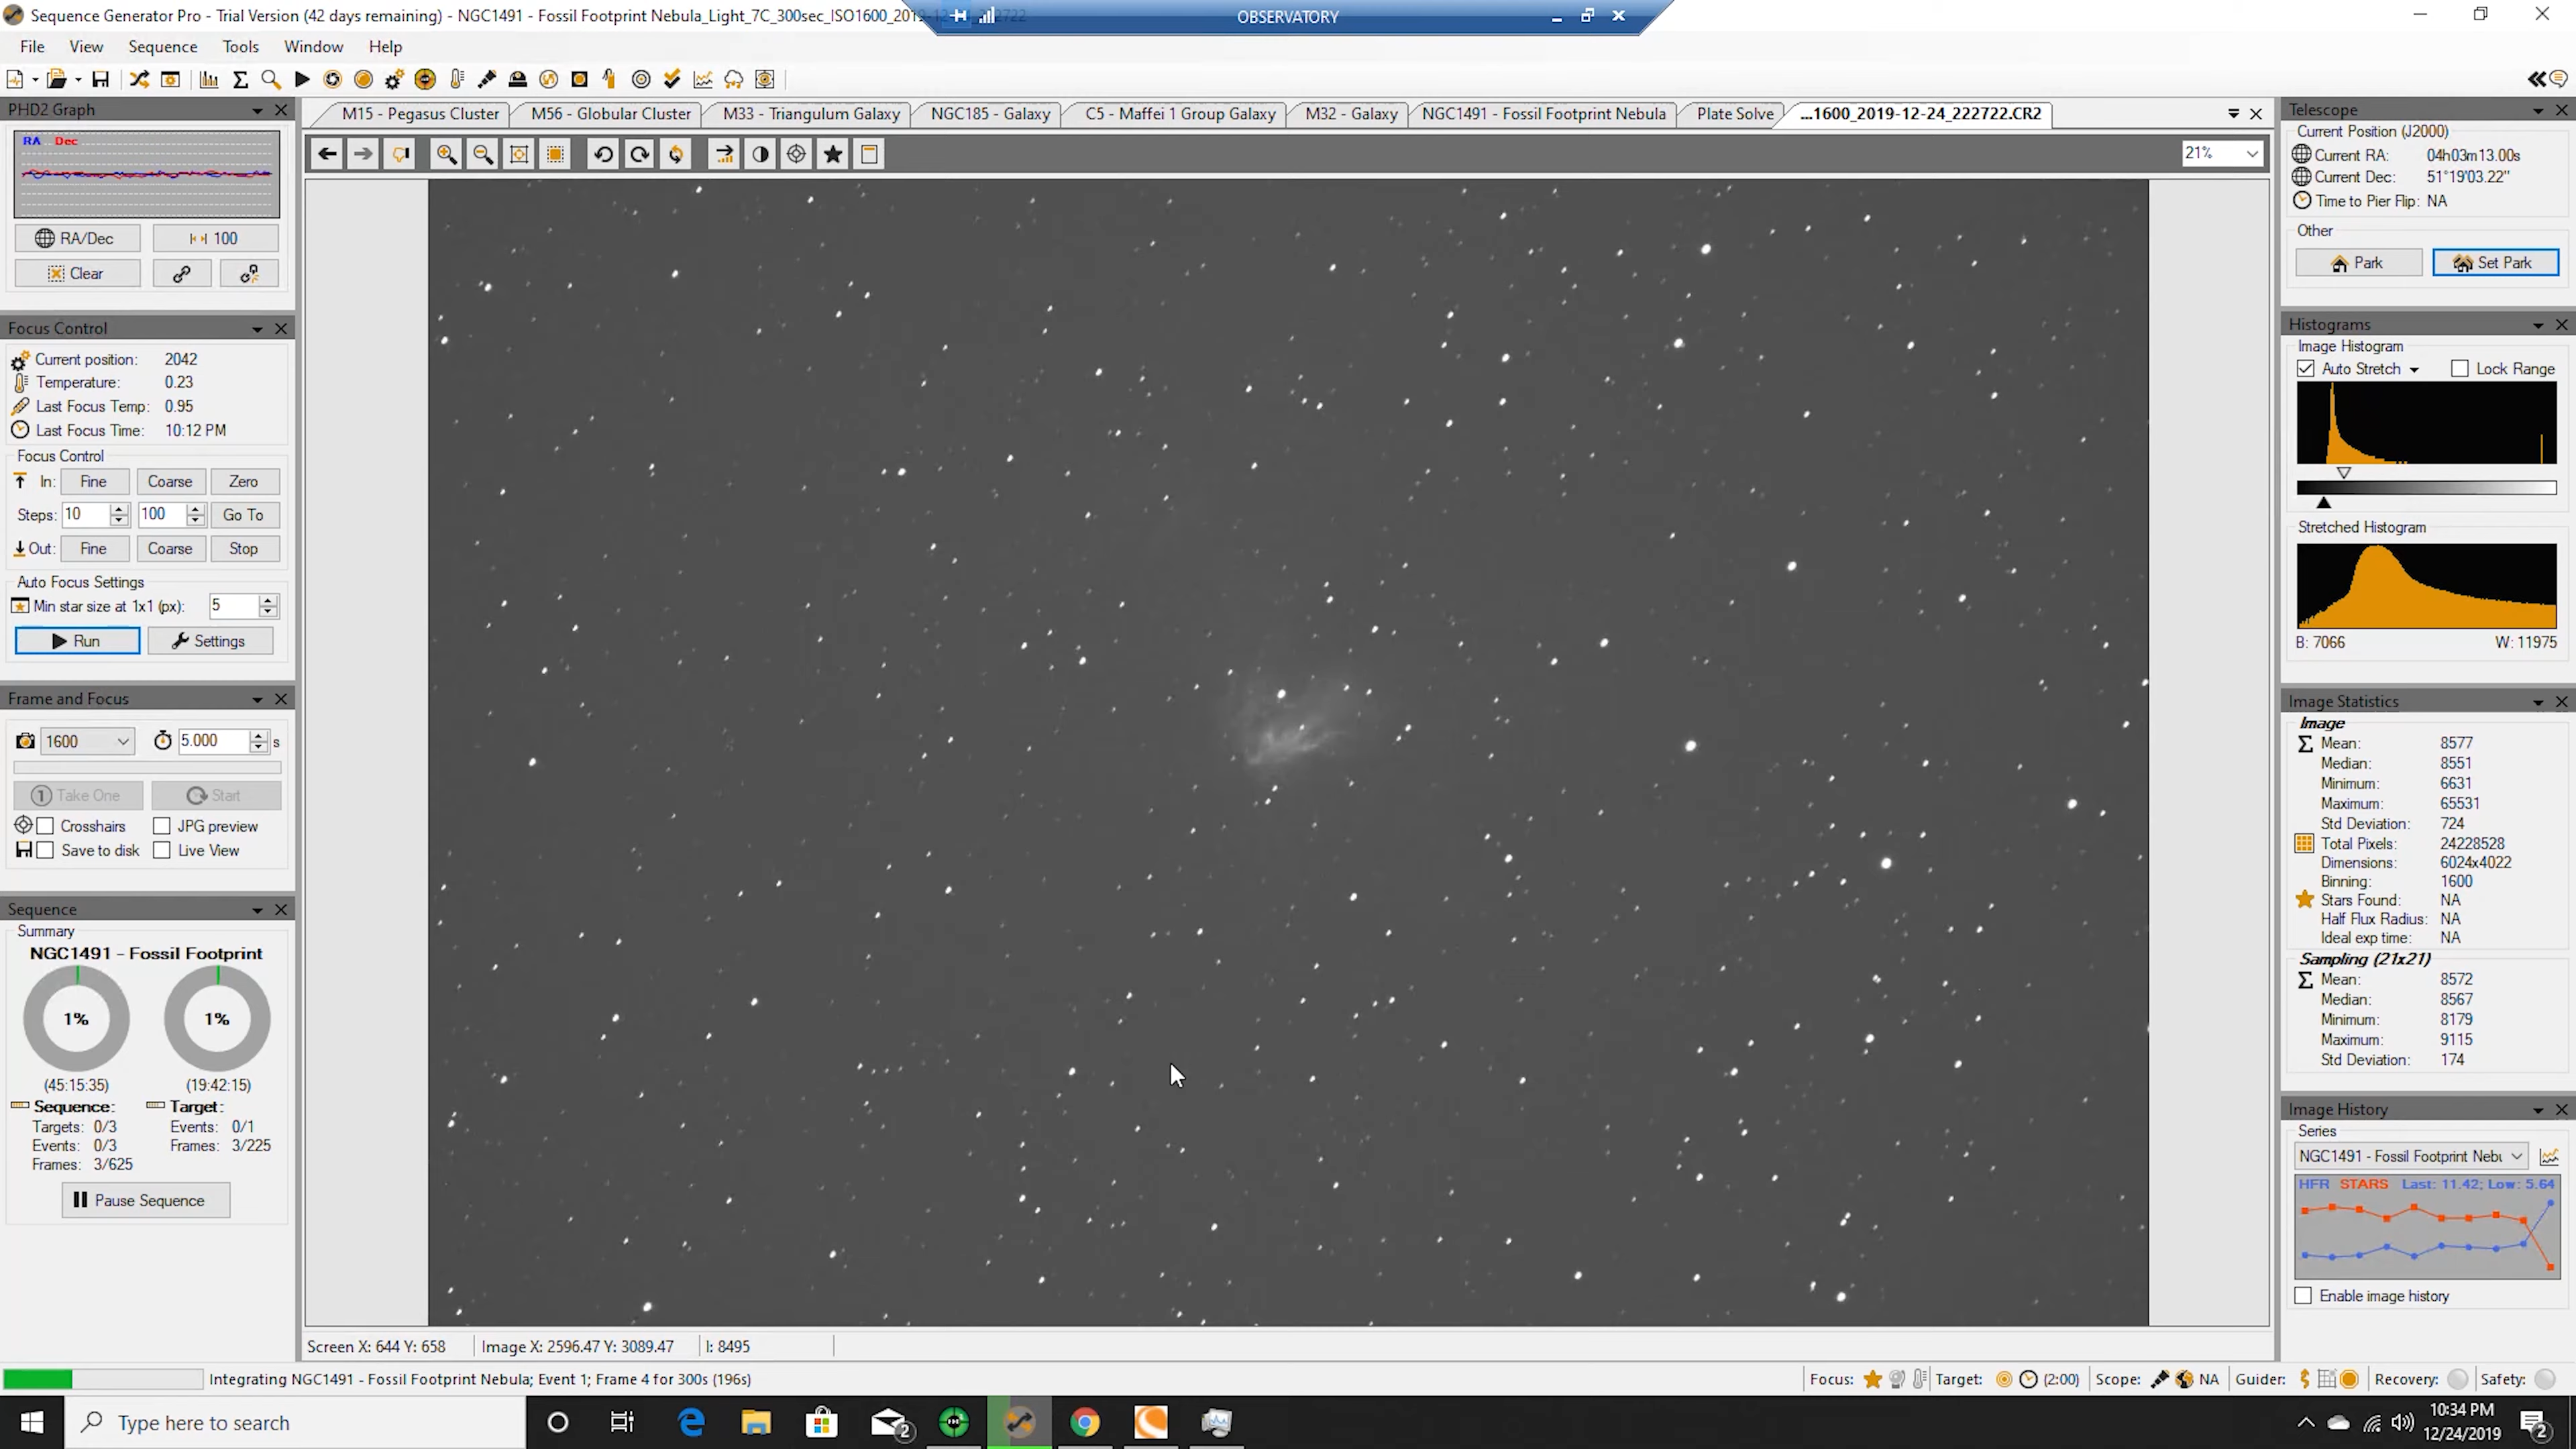 Sequence Generator Pro - Trial Version (42 days remaining) - NGC1491 - Fossil Footprint Nebula_Light_7C_300sec_ISO1600_2019-12-24_222722
OBSERVATORY
File View Sequence Tools Window Help
PHD2 Graph
RA Dec
RA/Dec 100
Clear
Focus Control
Current position: 2042
Temperature: 0.23
Last Focus Temp: 0.95
Last Focus Time: 10:12 PM
Focus Control
In: Fine Coarse Zero
Steps: 10 100 Go To
Out: Fine Coarse Stop
Auto Focus Settings
Min star size at 1x1 (px): 5
Run Settings
Frame and Focus
1600 5.000 s
1 Take One Start
Crosshairs JPG preview
Save to disk Live View
Sequence
Summary
NGC1491 - Fossil Footprint
1% 1%
(45:15:35) (19:42:15)
Sequence: Target:
Targets: 0/3 Events: 0/1
Events: 0/3 Frames: 3/225
Frames: 3/625
Pause Sequence
M15 - Pegasus Cluster M56 - Globular Cluster M33 - Triangulum Galaxy NGC185 - Galaxy C5 - Maffei 1 Group Galaxy M32 - Galaxy NGC1491 - Fossil Footprint Nebula Plate Solve ...1600_2019-12-24_222722.CR2
21%
Screen X: 644 Y: 658 Image X: 2596.47 Y: 3089.47 I: 8495
Telescope
Current Position (J2000)
Current RA: 04h03m13.00s
Current Dec: 51°19'03.22"
Time to Pier Flip: NA
Other
Park Set Park
Histograms
Image Histogram
Auto Stretch Lock Range
Stretched Histogram
B: 7066 W: 11975
Image Statistics
Image
Mean: 8577
Median: 8551
Minimum: 6631
Maximum: 65531
Std Deviation: 724
Total Pixels: 24228528
Dimensions: 6024x4022
Binning: 1600
Stars Found: NA
Half Flux Radius: NA
Ideal exp time: NA
Sampling (21x21)
Mean: 8572
Median: 8567
Minimum: 8179
Maximum: 9115
Std Deviation: 174
Image History
Series
NGC1491 - Fossil Footprint Nebu
HFR STARS Last: 11.42; Low: 5.64
Enable image history
Integrating NGC1491 - Fossil Footprint Nebula; Event 1; Frame 4 for 300s (196s)
Focus: Target: (2:00) Scope: NA Guider: Recovery: Safety:
Type here to search
2
10:34 PM
12/24/2019
2